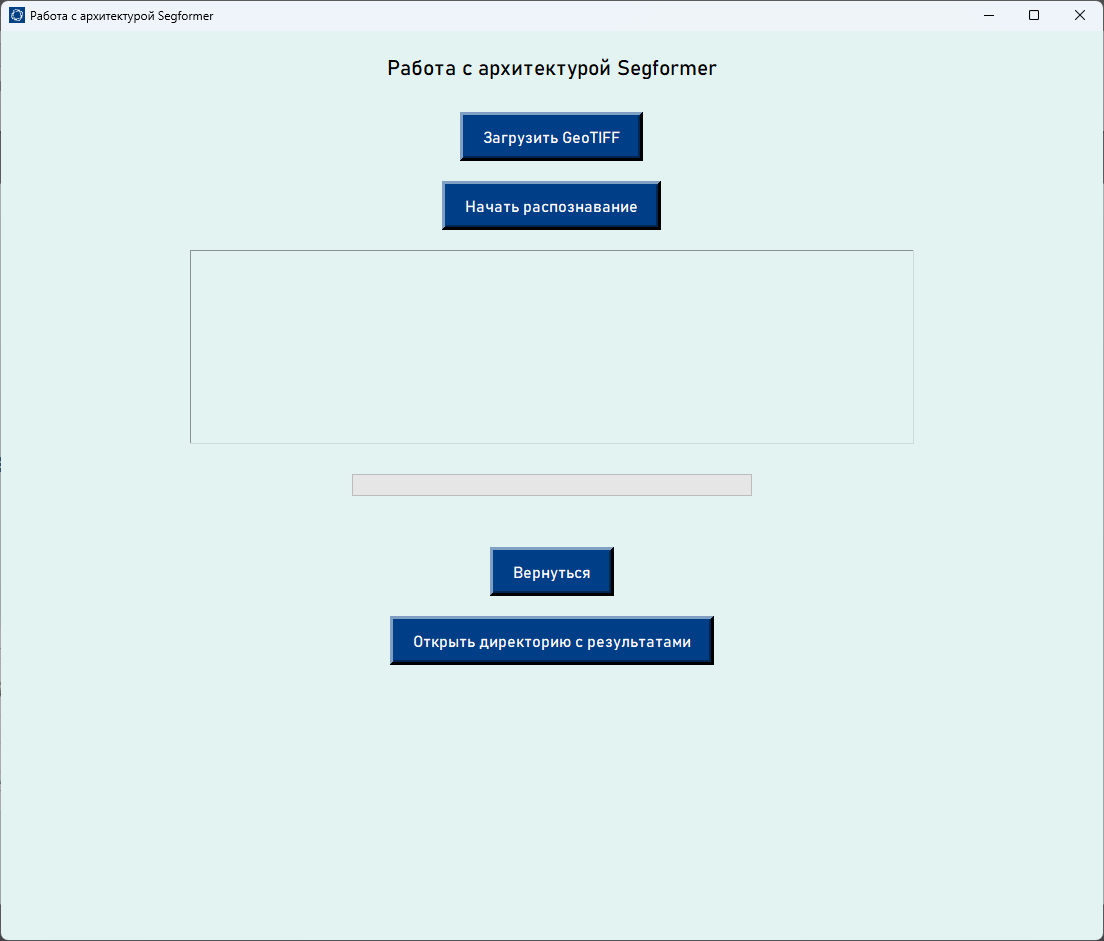 Работа с архитектурой Segformer
Работа с архитектурой Segformer
Загрузить GeoTIFF
Начать распознавание
Вернуться
Открыть директорию с результатами